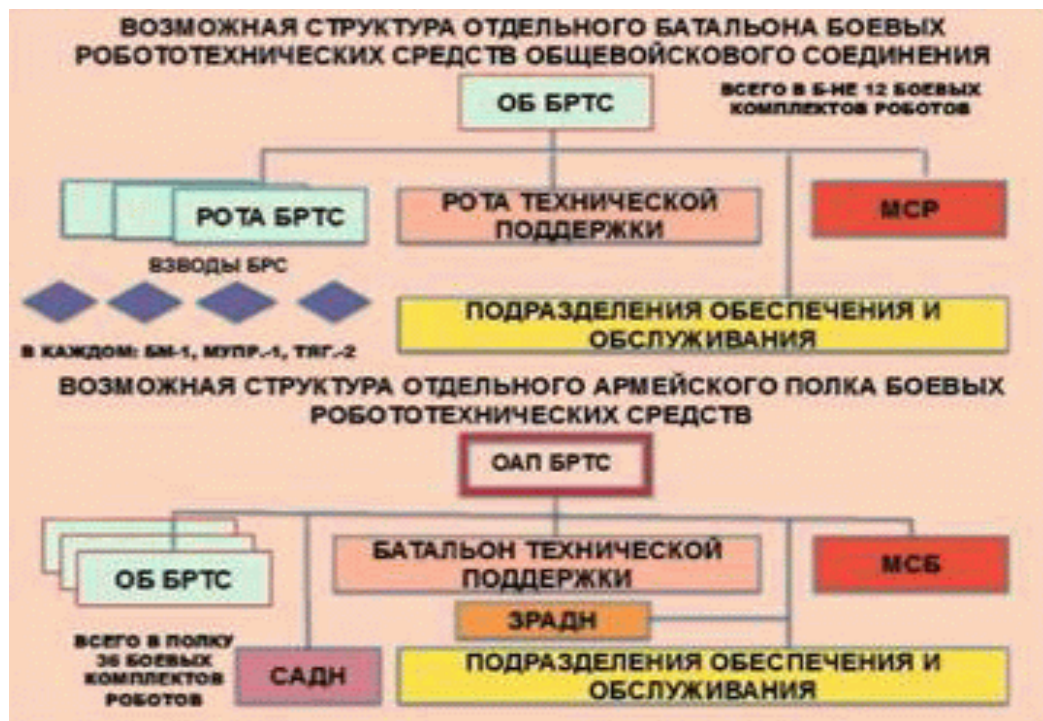 ВОЗМОЖНАЯ СТРУКТУРА ОТДЕЛЬНОГО БАТАЛЬОНА БОЕВЫХ
РОБОТОТЕХНИЧЕСКИХ СРЕДСТВ ОБЩЕВОЙСКОВОГО СОЕДИНЕНИЯ
ОБ БРТС
ВСЕГО В Б-НЕ 12 БОЕВЫХ
КОМПЛЕКТОВ РОБОТОВ
РОТА БРТС
РОТА ТЕХНИЧЕСКОЙ
ПОДДЕРЖКИ
МСР
ВЗВОДЫ БРС
ПОДРАЗДЕЛЕНИЯ ОБЕСПЕЧЕНИЯ И
ОБСЛУЖИВАНИЯ
В КАЖДОМ: БМ-1, МУПР.-1, ТЯГ.-2
ВОЗМОЖНАЯ СТРУКТУРА ОТДЕЛЬНОГО АРМЕЙСКОГО ПОЛКА БОЕВЫХ
РОБОТОТЕХНИЧЕСКИХ СРЕДСТВ
ОАП БРТС
ОБ БРТС
БАТАЛЬОН ТЕХНИЧЕСКОЙ
ПОДДЕРЖКИ
МСБ
ЗРАДН
ВСЕГО В ПОЛКУ
36 БОЕВЫХ
КОМПЛЕКТОВ
РОБОТОВ
САДН
ПОДРАЗДЕЛЕНИЯ ОБЕСПЕЧЕНИЯ И
ОБСЛУЖИВАНИЯ